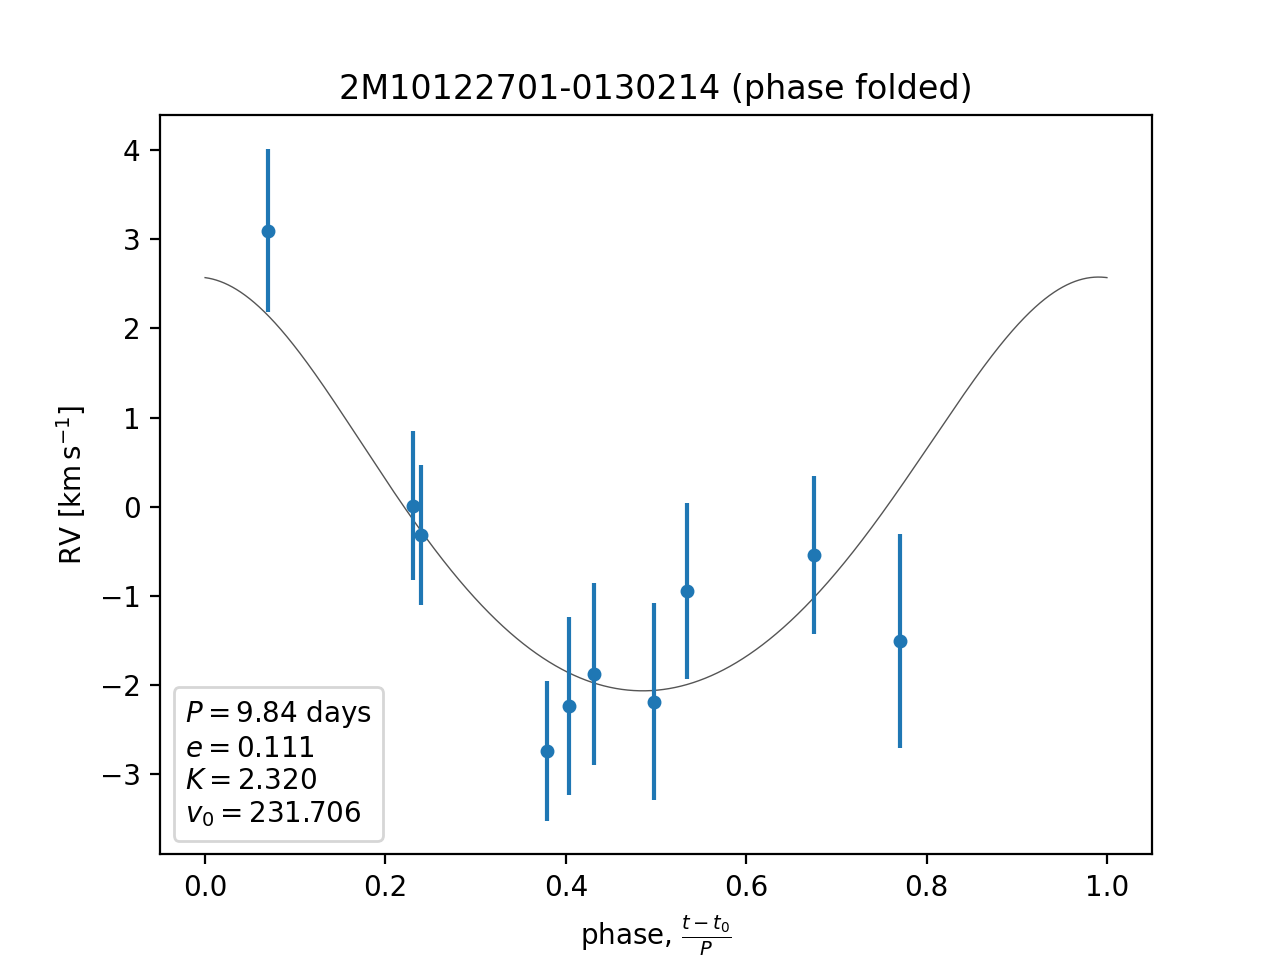 2M10122701-0130214 (phase folded)
RV [km s⁻¹]
4
3
2
1
0
−1
−2
−3
P = 9.84 days
e = 0.111
K = 2.320
v₀ = 231.706
0.0 0.2 0.4 0.6 0.8 1.0
phase, (t − t₀)/P